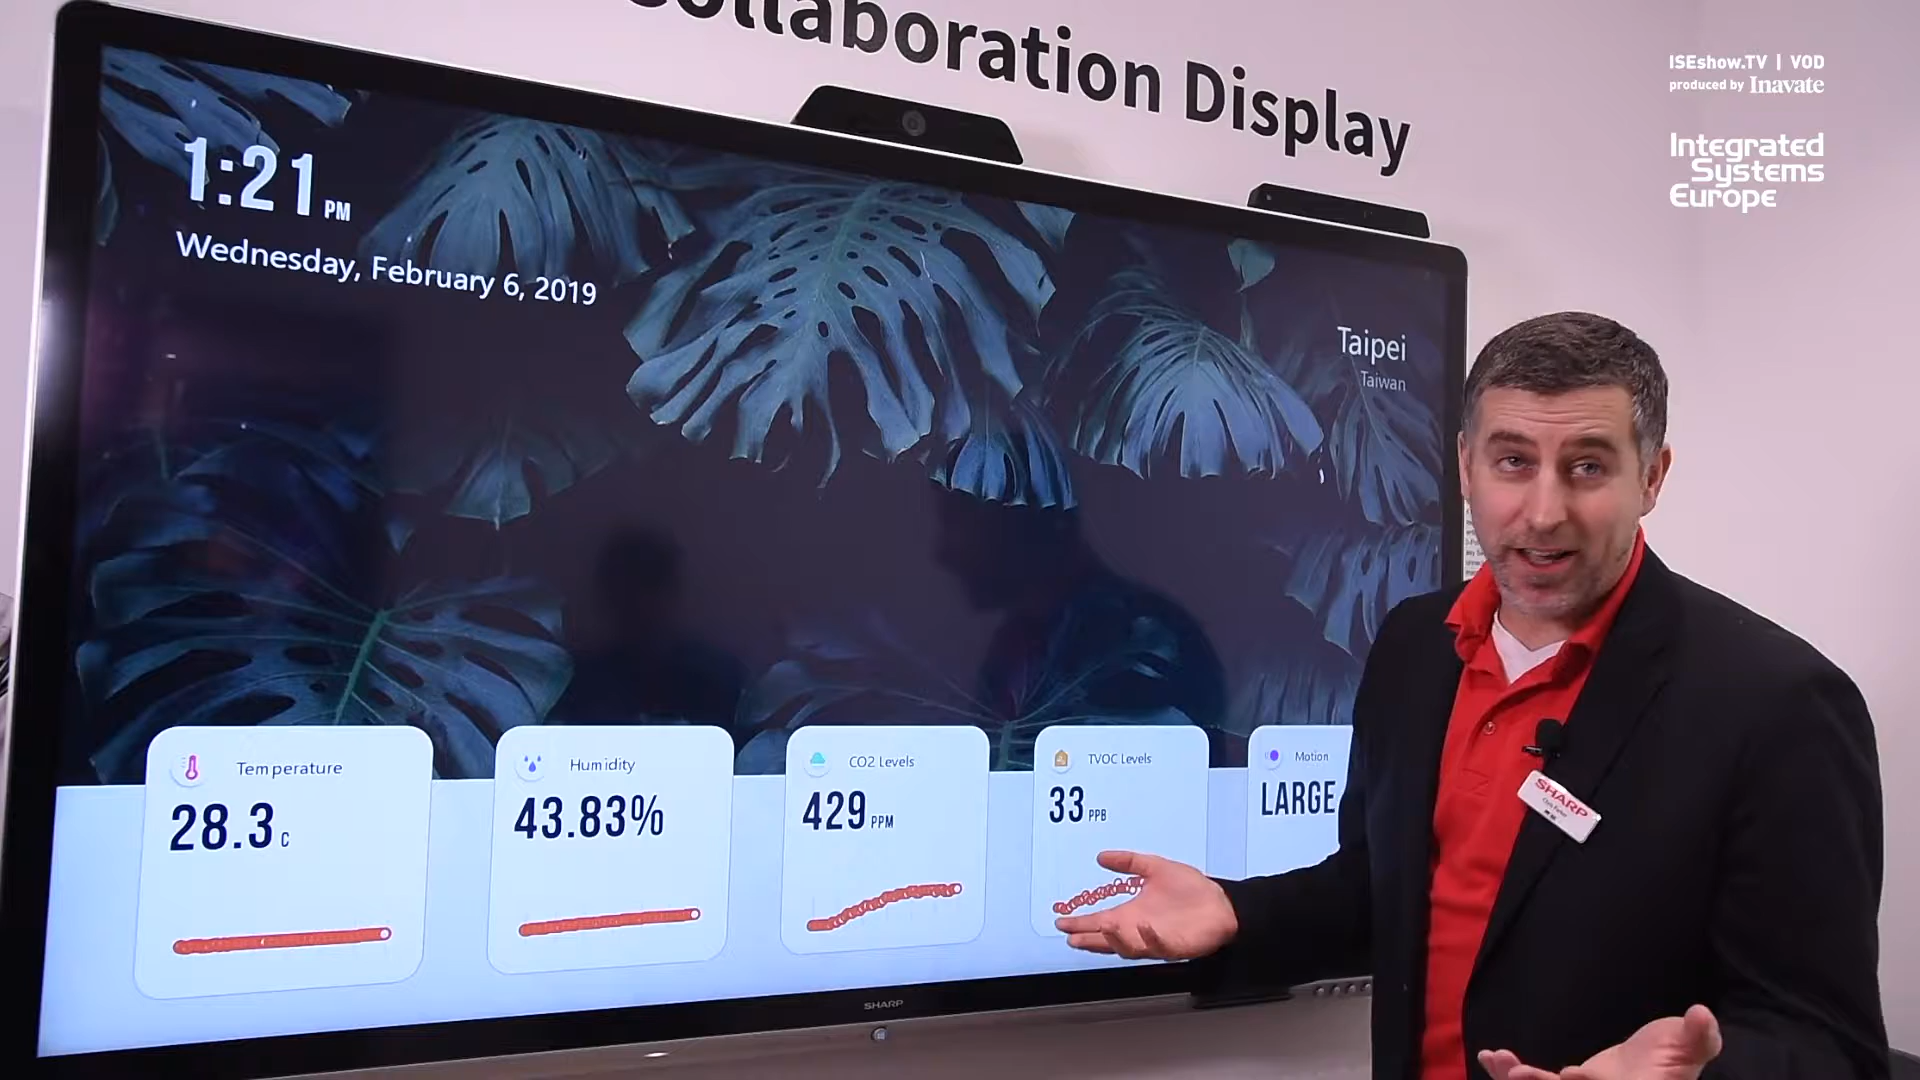 Collaboration Display
ISEshow.TV | VOD
produced by Inavate
Integrated
Systems
Europe
1:21 PM
Wednesday, February 6, 2019
Taipei
Taiwan
Temperature
28.3 C
Humidity
43.83%
CO2 Levels
429 PPM
TVOC Levels
33 PPB
Motion
LARGE
SHARP
SHARP